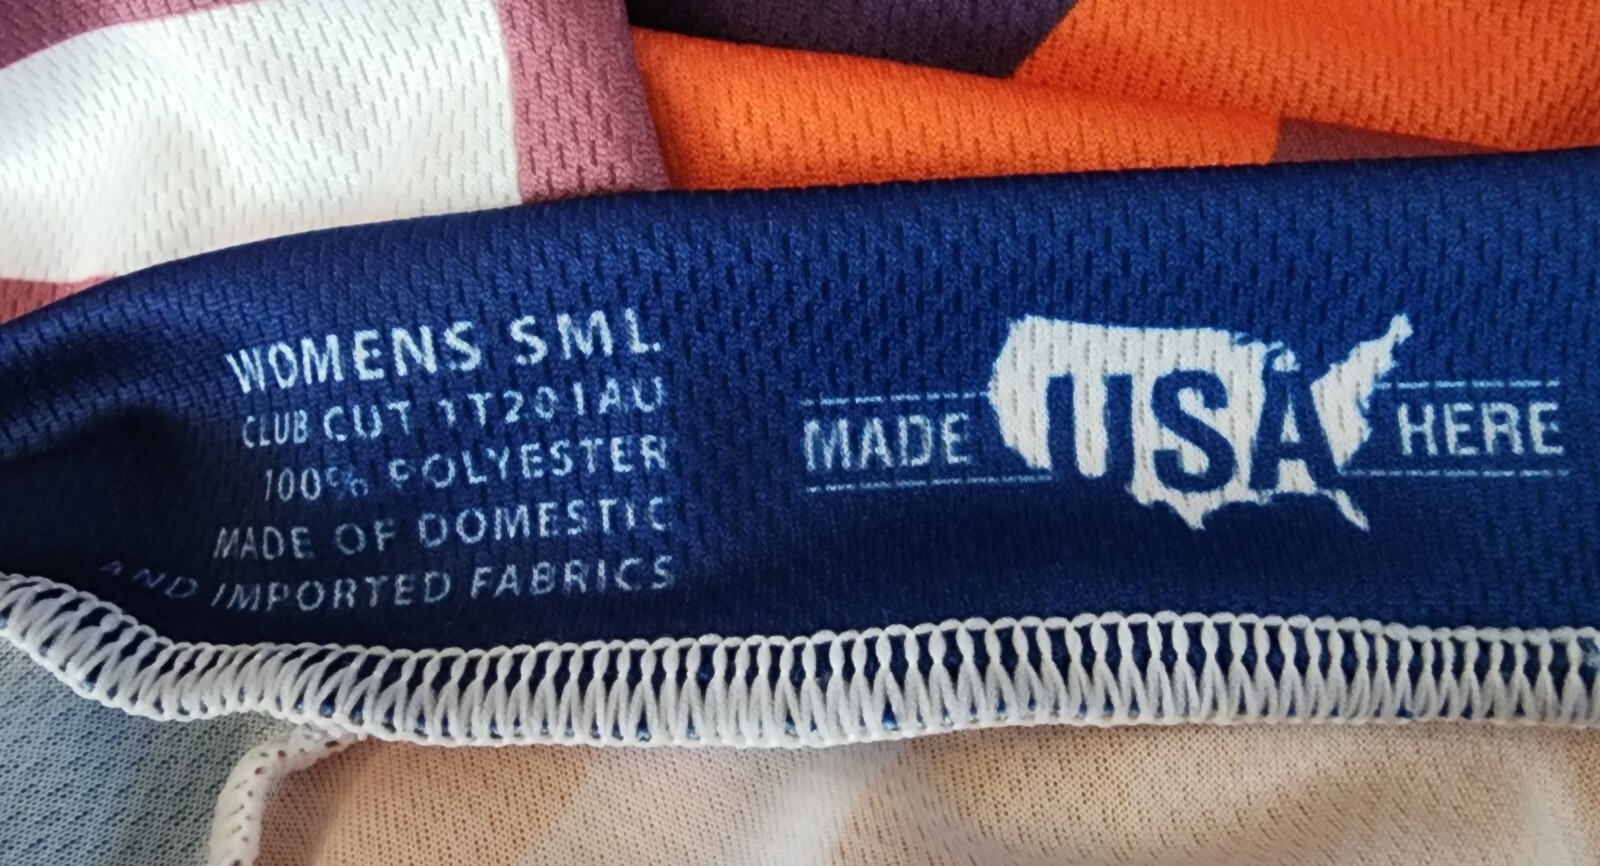 WOMENS SML
CLUB CUT 1T201AU
100% POLYESTER
MADE OF DOMESTIC
AND IMPORTED FABRICS
MADE USA HERE